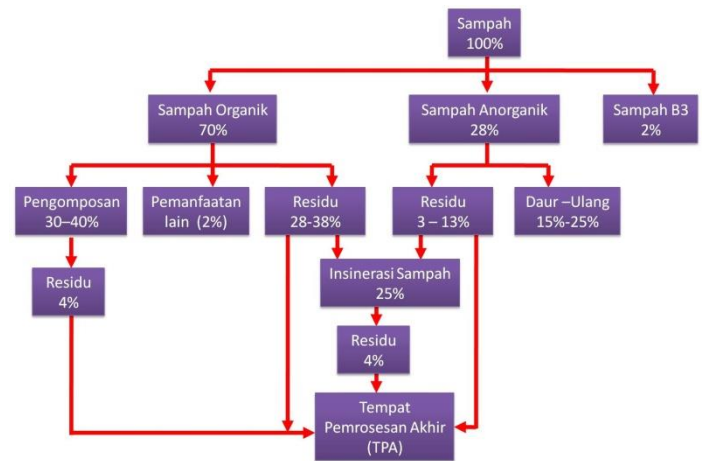 Sampah
100%
Sampah Organik
70%
Sampah Anorganik
28%
Sampah B3
2%
Pengomposan
30–40%
Pemanfaatan
lain (2%)
Residu
28-38%
Residu
3 – 13%
Daur –Ulang
15%-25%
Insinerasi Sampah
25%
Residu
4%
Residu
4%
Tempat
Pemrosesan Akhir
(TPA)